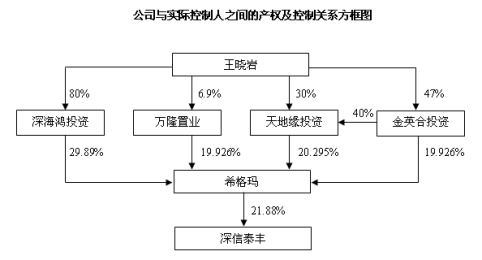 公司与实际控制人之间的产权及控制关系方框图
王晓岩
80%
6.9%
30%
47%
深海鸿投资
万隆置业
天地缘投资
40%
金英合投资
29.89%
19.926%
20.295%
19.926%
希格玛
21.88%
深信泰丰